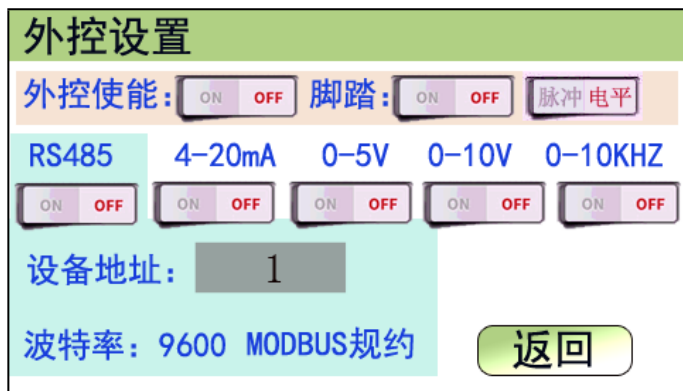 外控设置
外控使能: ON OFF 脚踏: ON OFF 脉冲 电平
RS485 4-20mA 0-5V 0-10V 0-10KHZ
ON OFF ON OFF ON OFF ON OFF ON OFF
设备地址: 1
波特率: 9600 MODBUS规约
返回